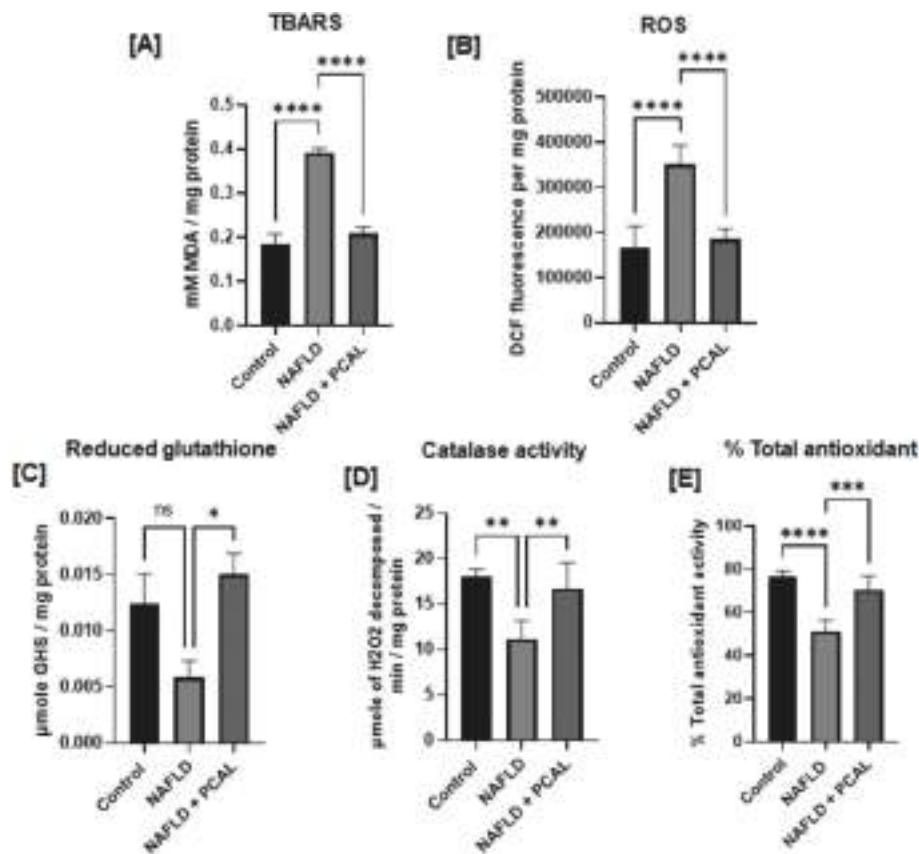 TBARS
[A]
****
****
mM MDA / mg protein
0.5
0.4
0.3
0.2
0.1
0.0
Control
NAFLD
NAFLD + PCAL
ROS
[B]
****
****
DCF fluorescence per mg protein
500000
400000
300000
200000
100000
0
Control
NAFLD
NAFLD + PCAL
Reduced glutathione
[C]
ns
*
µmole GHS / mg protein
0.020
0.015
0.010
0.005
0.000
Control
NAFLD
NAFLD + PCAL
Catalase activity
[D]
**
**
µmole of H2O2 decomposed /
min / mg protein
25
20
15
10
5
0
Control
NAFLD
NAFLD + PCAL
% Total antioxidant
[E]
****
***
% Total antioxidant activity
100
80
60
40
20
0
Control
NAFLD
NAFLD + PCAL